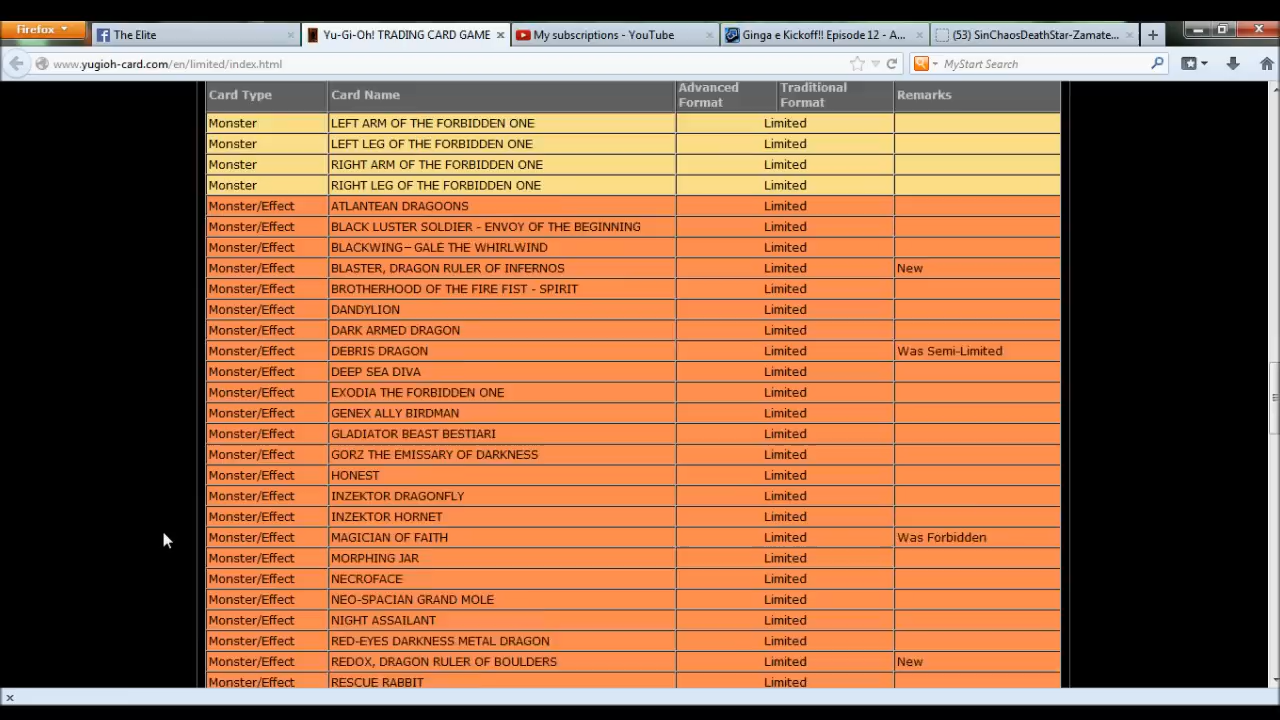 Firefox
The Elite
Yu-Gi-Oh! TRADING CARD GAME
My subscriptions - YouTube
Ginga e Kickoff!! Episode 12 - A...
(53) SinChaosDeathStar-Zamate...
www.yugioh-card.com/en/limited/index.html
MyStart Search
Card Type Card Name Advanced Format Traditional Format Remarks
Monster LEFT ARM OF THE FORBIDDEN ONE Limited
Monster LEFT LEG OF THE FORBIDDEN ONE Limited
Monster RIGHT ARM OF THE FORBIDDEN ONE Limited
Monster RIGHT LEG OF THE FORBIDDEN ONE Limited
Monster/Effect ATLANTEAN DRAGOONS Limited
Monster/Effect BLACK LUSTER SOLDIER - ENVOY OF THE BEGINNING Limited
Monster/Effect BLACKWING – GALE THE WHIRLWIND Limited
Monster/Effect BLASTER, DRAGON RULER OF INFERNOS Limited New
Monster/Effect BROTHERHOOD OF THE FIRE FIST - SPIRIT Limited
Monster/Effect DANDYLION Limited
Monster/Effect DARK ARMED DRAGON Limited
Monster/Effect DEBRIS DRAGON Limited Was Semi-Limited
Monster/Effect DEEP SEA DIVA Limited
Monster/Effect EXODIA THE FORBIDDEN ONE Limited
Monster/Effect GENEX ALLY BIRDMAN Limited
Monster/Effect GLADIATOR BEAST BESTIARI Limited
Monster/Effect GORZ THE EMISSARY OF DARKNESS Limited
Monster/Effect HONEST Limited
Monster/Effect INZEKTOR DRAGONFLY Limited
Monster/Effect INZEKTOR HORNET Limited
Monster/Effect MAGICIAN OF FAITH Limited Was Forbidden
Monster/Effect MORPHING JAR Limited
Monster/Effect NECROFACE Limited
Monster/Effect NEO-SPACIAN GRAND MOLE Limited
Monster/Effect NIGHT ASSAILANT Limited
Monster/Effect RED-EYES DARKNESS METAL DRAGON Limited
Monster/Effect REDOX, DRAGON RULER OF BOULDERS Limited New
Monster/Effect RESCUE RABBIT Limited